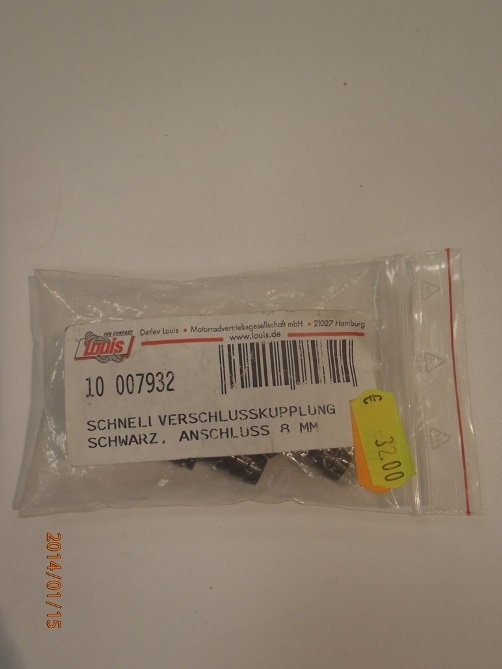 FUN COMPANY
Louis
Detlev Louis • Motorradvertriebsgesellschaft mbH • 21027 Hamburg
www.louis.de
10 007932
SCHNELLVERSCHLUSSKUPPLUNG
SCHWARZ, ANSCHLUSS 8 MM
€ 32.00
2014/01/15